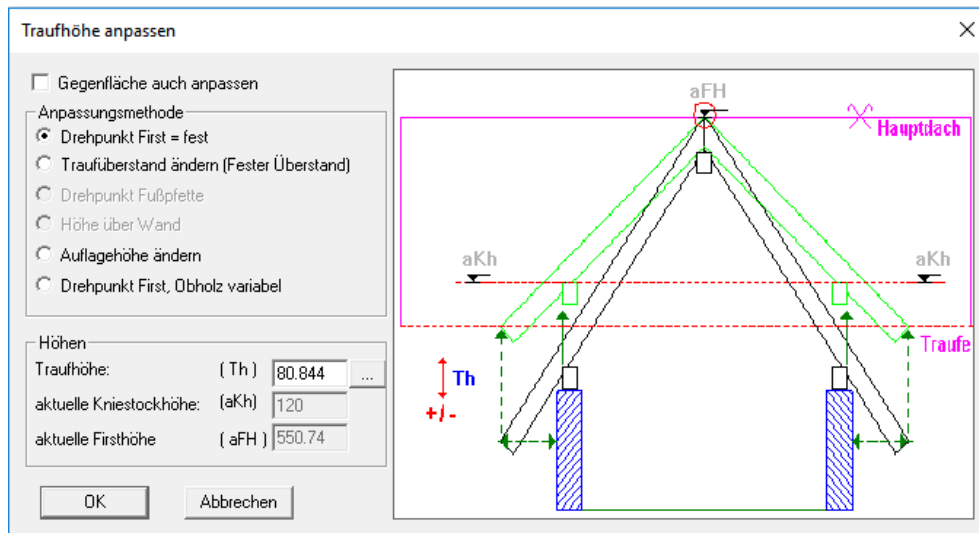 Traufhöhe anpassen
Gegenfläche auch anpassen
Anpassungsmethode
Drehpunkt First = fest
Traufüberstand ändern (Fester Überstand)
Drehpunkt Fußpfette
Höhe über Wand
Auflagehöhe ändern
Drehpunkt First, Obholz variabel
Höhen
Traufhöhe: ( Th ) 80.844 ...
aktuelle Kniestockhöhe: (aKh) 120
aktuelle Firsthöhe ( aFH ) 550.74
OK Abbrechen
aFH
Hauptdach
aKh aKh
Traufe
Th
+/-